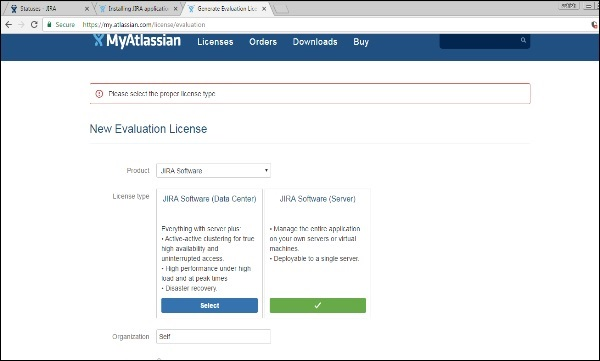 Statuses - JIRA
Installing JIRA application
Generate Evaluation Lice
Secure https://my.atlassian.com/license/evaluation
MyAtlassian Licenses Orders Downloads Buy
Please select the proper license type
New Evaluation License
Product JIRA Software
License type
JIRA Software (Data Center)
Everything with server plus:
• Active-active clustering for true
high availability and
uninterrupted access.
• High performance under high
load and at peak times
• Disaster recovery.
Select
JIRA Software (Server)
• Manage the entire application
on your own servers or virtual
machines.
• Deployable to a single server.
Organization Self